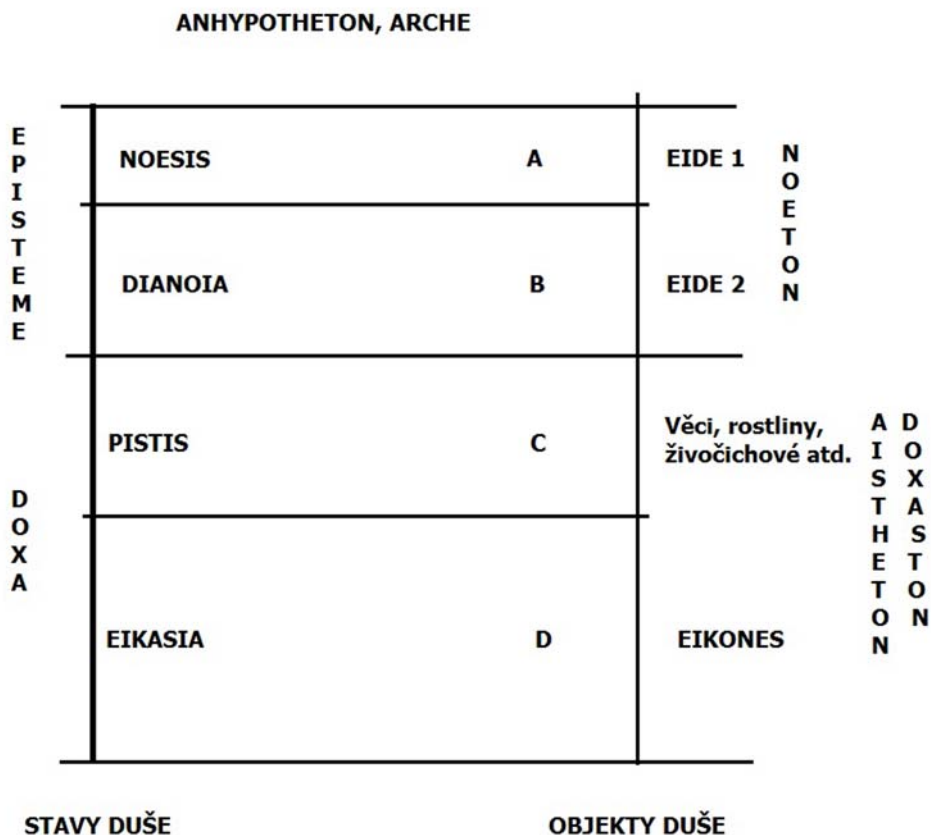 ANHYPOTHETON, ARCHE
EPISTEME
NOESIS A EIDE 1
NOETON
DIANOIA B EIDE 2
DOXA
PISTIS C Věci, rostliny,
živočichové atd.
AISTHETON
DOXASTON
EIKASIA D EIKONES
STAVY DUŠE OBJEKTY DUŠE